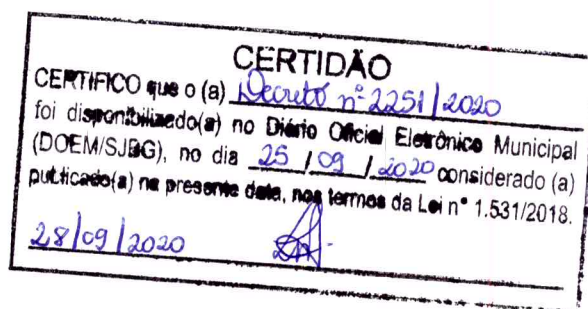 CERTIDÃO
CERTIFICO que o (a) Decreto nº 2251/2020
foi disponibilizado(a) no Diário Oficial Eletrônico Municipal
(DOEM/SJBG), no dia 25 / 09 / 2020 considerado (a)
publicado(a) na presente data, nos termos da Lei n° 1.531/2018.
28/09/2020